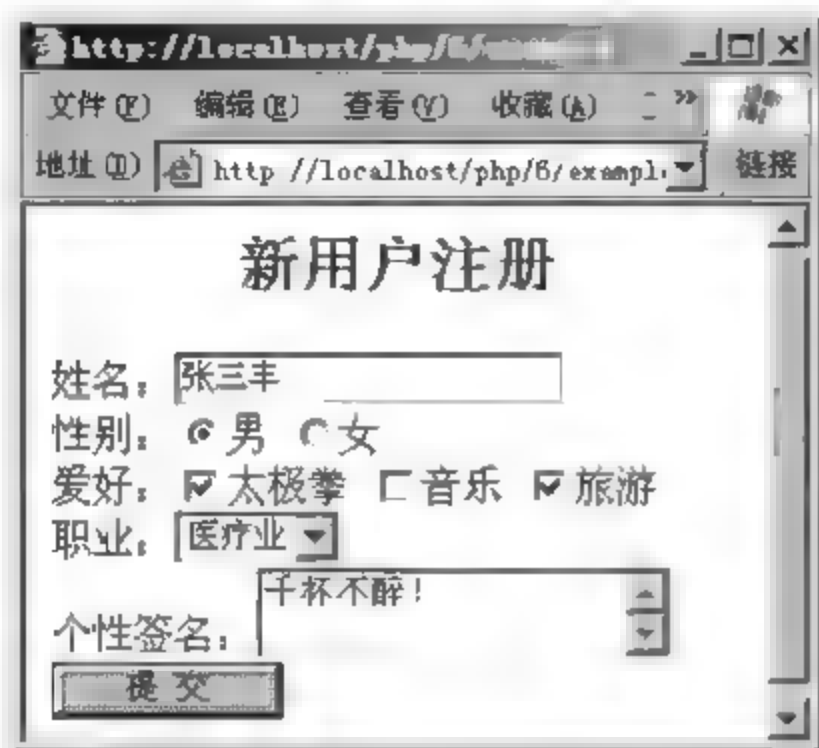 http://localhost/php/6/
文件(F) 编辑(E) 查看(V) 收藏(A) »
地址(D) http //localhost/php/6/exampl 链接
新用户注册
姓名: 张三丰
性别: 男 女
爱好: 太极拳 音乐 旅游
职业: 医疗业
千杯不醉!
个性签名:
提交